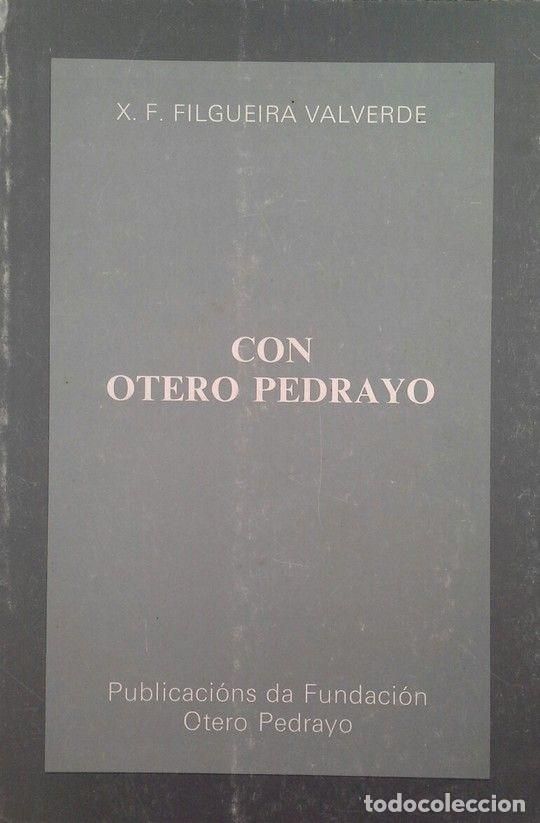 X. F. FILGUEIRA VALVERDE
CON
OTERO PEDRAYO
Publicacións da Fundación
Otero Pedrayo
todocoleccion